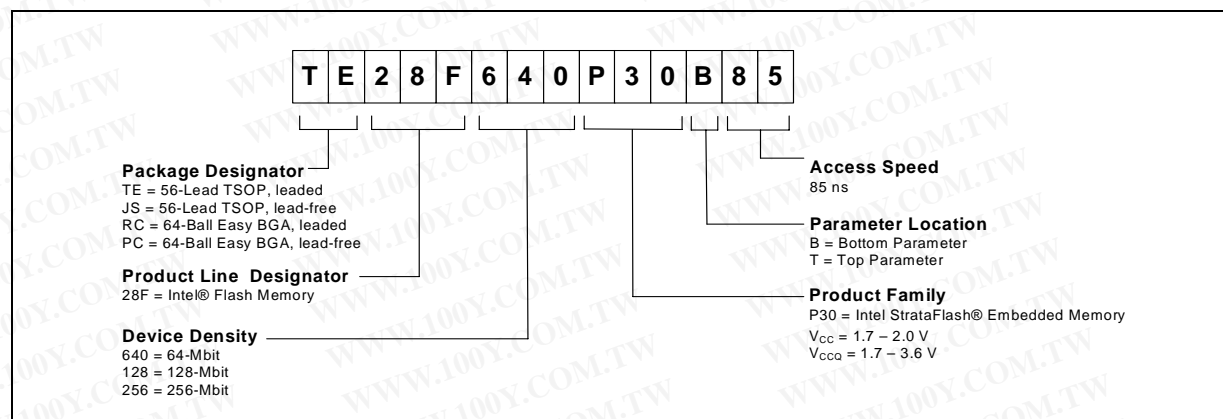 T E 2 8 F 6 4 0 P 3 0 B 8 5
Package Designator
TE = 56-Lead TSOP, leaded
JS = 56-Lead TSOP, lead-free
RC = 64-Ball Easy BGA, leaded
PC = 64-Ball Easy BGA, lead-free
Product Line Designator
28F = Intel® Flash Memory
Device Density
640 = 64-Mbit
128 = 128-Mbit
256 = 256-Mbit
Access Speed
85 ns
Parameter Location
B = Bottom Parameter
T = Top Parameter
Product Family
P30 = Intel StrataFlash® Embedded Memory
VCC = 1.7 – 2.0 V
VCCQ = 1.7 – 3.6 V
WWW.100Y.COM.TW